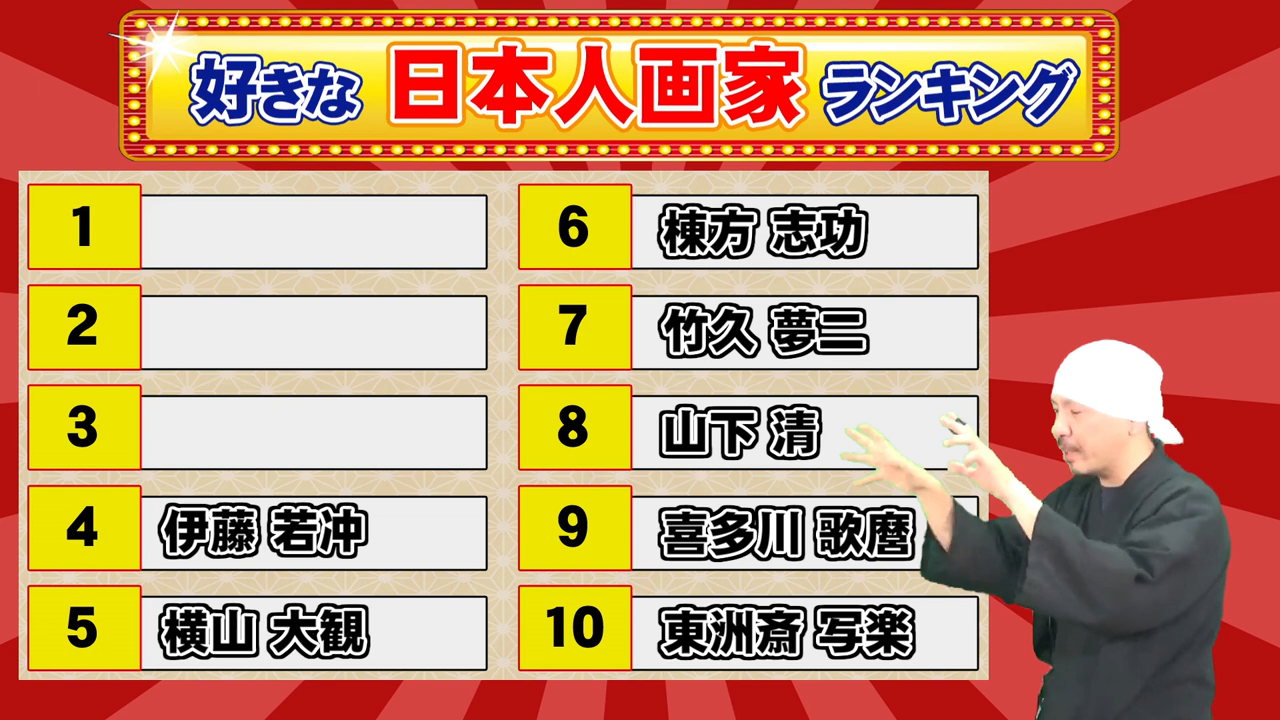 好きな 日本人画家 ランキング
1
2
3
4 伊藤 若冲
5 横山 大観
6 棟方 志功
7 竹久 夢二
8 山下 清
9 喜多川 歌麿
10 東洲斎 写楽